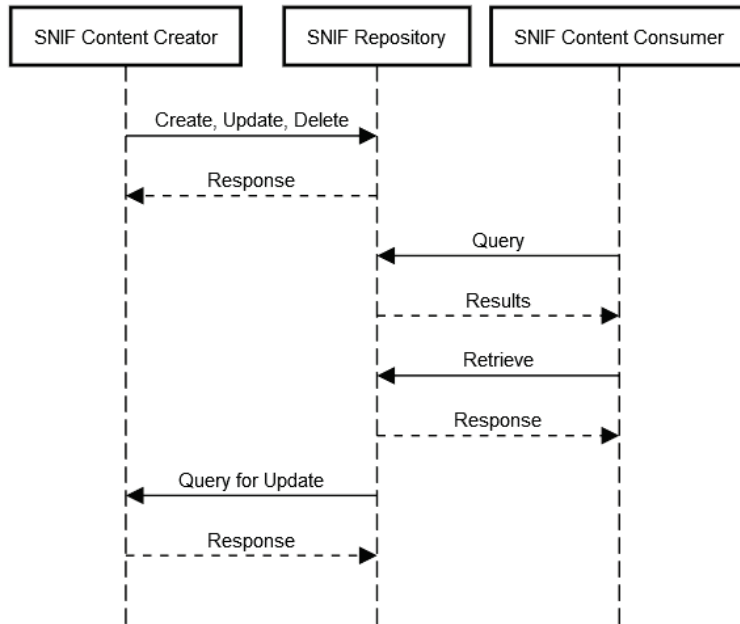 SNIF Content Creator
SNIF Repository
SNIF Content Consumer
Create, Update, Delete
Response
Query
Results
Retrieve
Response
Query for Update
Response